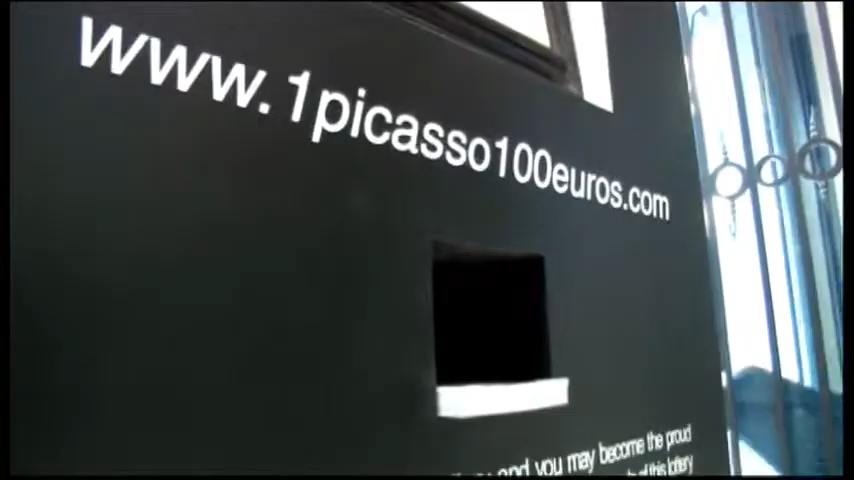 www.1picasso100euros.com
and you may become the proud
of this lottery